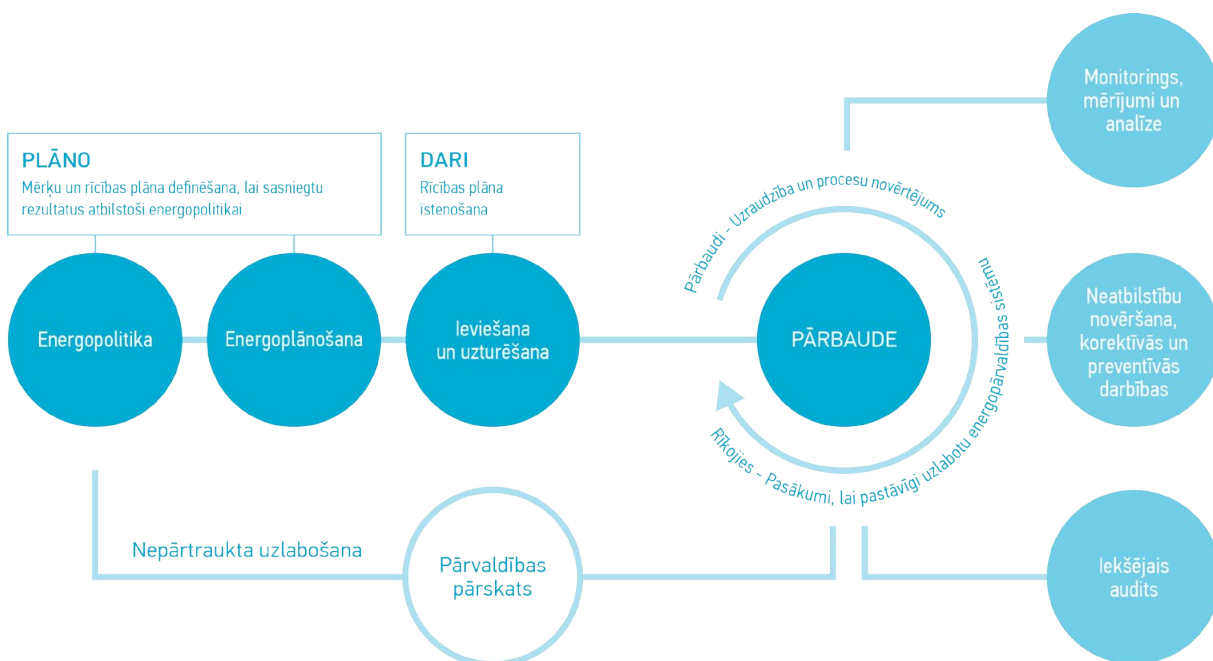 Monitorings,
mērījumi un
analīze
PLĀNO
Mērķu un rīcības plāna definēšana, lai sasniegtu
rezultātus atbilstoši energopolitikai
DARI
Rīcības plāna
īstenošana
Pārbaudi - Uzraudzība un procesu novērtējums
Energopolitika
Energoplānošana
Ieviešana
un uzturēšana
PĀRBAUDE
Neatbilstību
novēršana,
korektīvās un
preventīvās
darbības
Rīkojies - Pasākumi, lai pastāvīgi uzlabotu energopārvaldības sistēmu
Nepārtraukta uzlabošana
Pārvaldības
pārskats
Iekšējais
audits